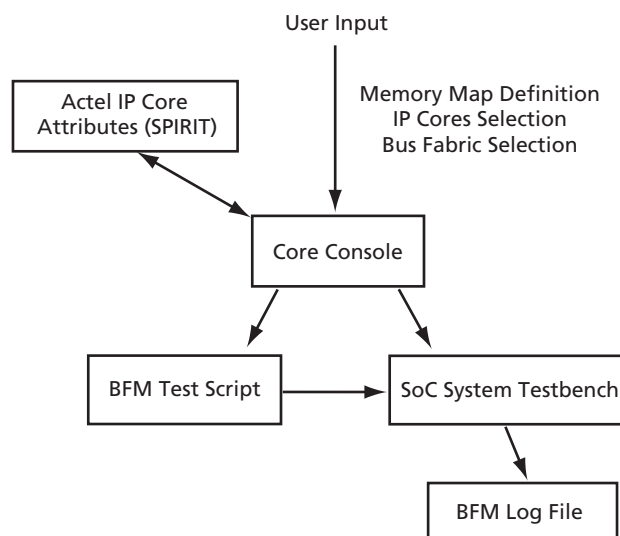 User Input
Actel IP Core
Attributes (SPIRIT)
Memory Map Definition
IP Cores Selection
Bus Fabric Selection
Core Console
BFM Test Script
SoC System Testbench
BFM Log File